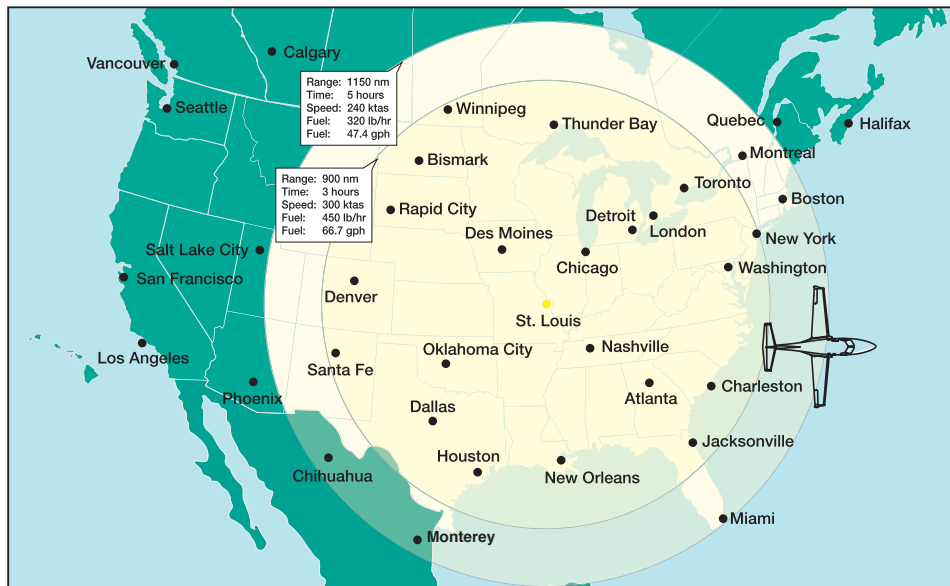 Calgary
Vancouver
Range: 1150 nm
Time: 5 hours
Speed: 240 ktas
Fuel: 320 lb/hr
Fuel: 47.4 gph
Seattle
Winnipeg
Thunder Bay
Quebec
Halifax
Bismark
Montreal
Range: 900 nm
Time: 3 hours
Speed: 300 ktas
Fuel: 450 lb/hr
Fuel: 66.7 gph
Toronto
Rapid City
Boston
Detroit
London
Des Moines
New York
Salt Lake City
Chicago
Washington
San Francisco
Denver
St. Louis
Los Angeles
Oklahoma City
Nashville
Santa Fe
Phoenix
Atlanta
Charleston
Dallas
Jacksonville
Houston
Chihuahua
New Orleans
Miami
Monterey